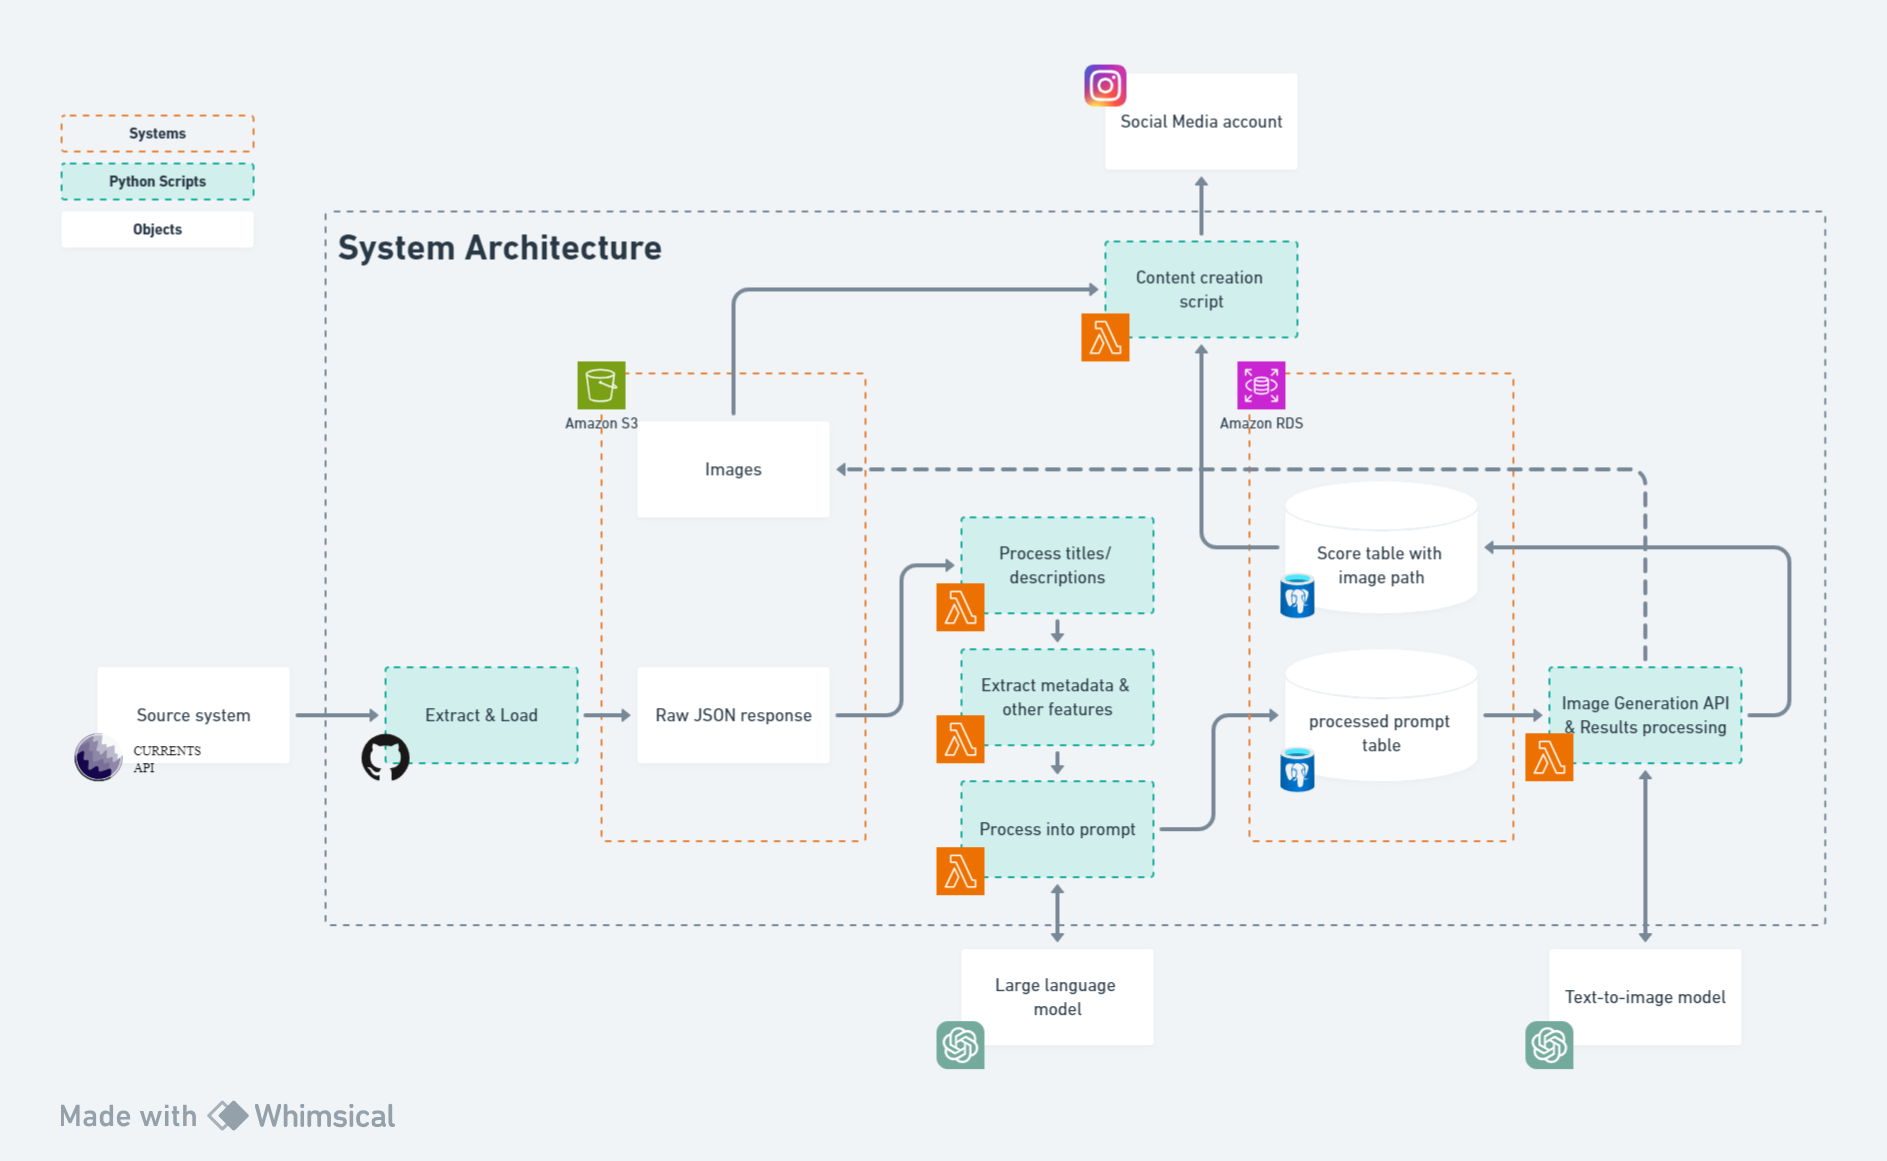 Systems
Python Scripts
Objects
Social Media account
System Architecture
Content creation
script
Amazon S3
Images
Amazon RDS
Score table with
image path
Process titles/
descriptions
Extract metadata &
other features
Process into prompt
Source system
CURRENTS
API
Extract & Load
Raw JSON response
processed prompt
table
Image Generation API
& Results processing
Large language
model
Text-to-image model
Made with Whimsical